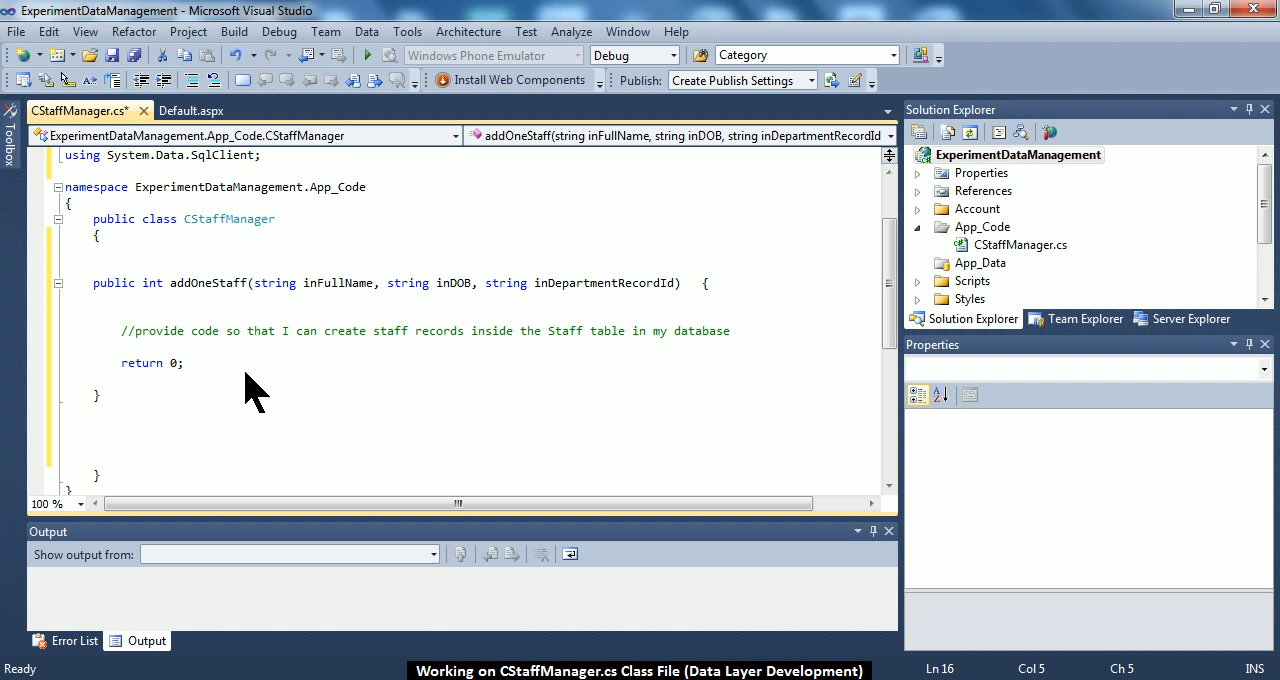 ExperimentDataManagement - Microsoft Visual Studio
File Edit View Refactor Project Build Debug Team Data Tools Architecture Test Analyze Window Help
Windows Phone Emulator Debug Category
Install Web Components Publish: Create Publish Settings
Toolbox
CStaffManager.cs* Default.aspx
ExperimentDataManagement.App_Code.CStaffManager addOneStaff(string inFullName, string inDOB, string inDepartmentRecordId
using System.Data.SqlClient;
namespace ExperimentDataManagement.App_Code
{
public class CStaffManager
{
public int addOneStaff(string inFullName, string inDOB, string inDepartmentRecordId) {
//provide code so that I can create staff records inside the Staff table in my database
return 0;
}
}
}
100 %
Output
Show output from:
Error List Output
Solution Explorer
ExperimentDataManagement
Properties
References
Account
App_Code
CStaffManager.cs
App_Data
Scripts
Styles
Solution Explorer Team Explorer Server Explorer
Properties
Ready Working on CStaffManager.cs Class File (Data Layer Development) Ln 16 Col 5 Ch 5 INS